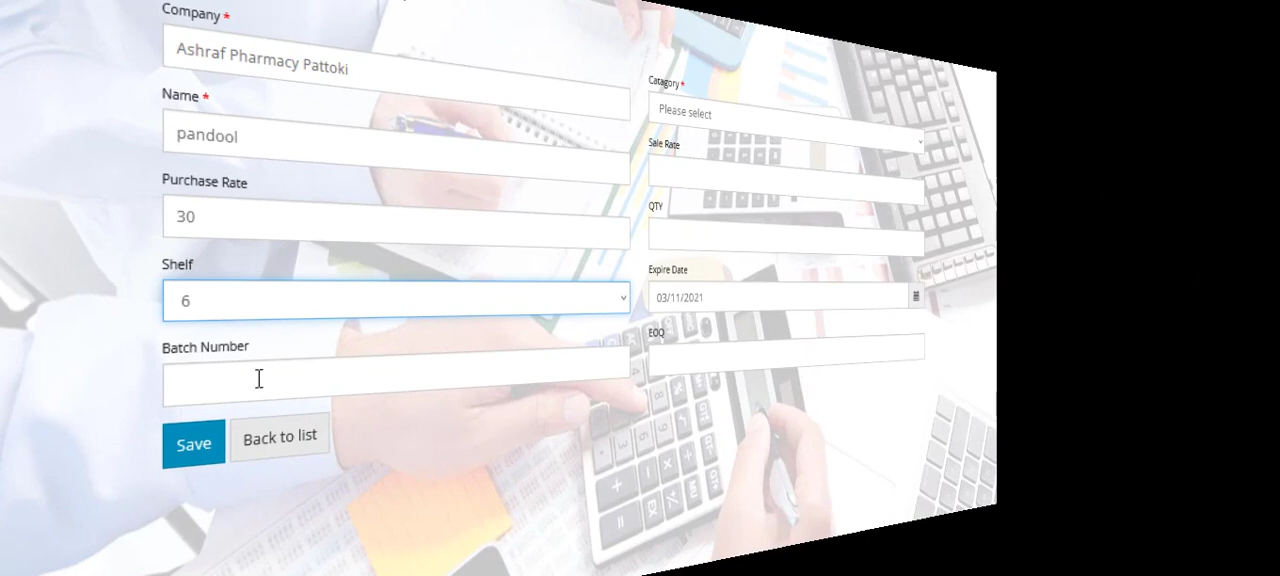 Company *
Ashraf Pharmacy Pattoki
Name *
pandool
Purchase Rate
30
Shelf
6
Batch Number
Save
Back to list
Catagory *
Please select
Sale Rate
QTY
Expire Date
03/11/2021
EOQ